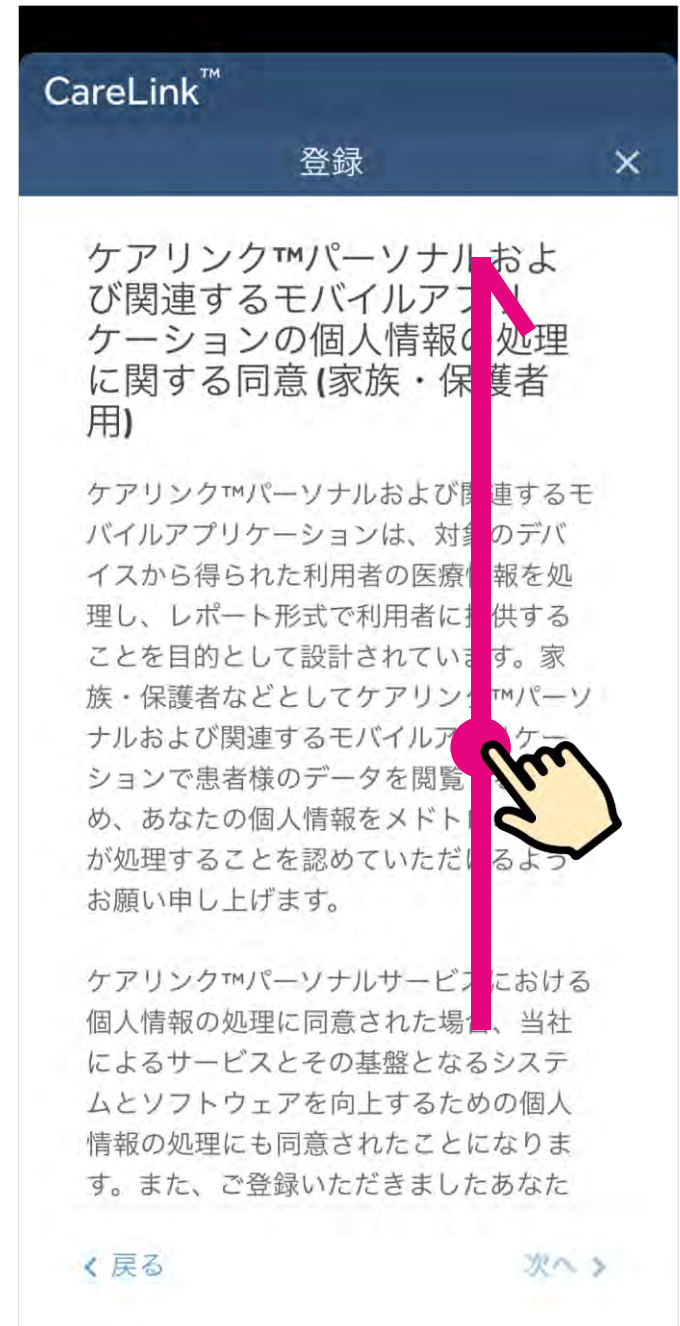 CareLink™
登録 ×
ケアリンク™パーソナルおよ
び関連するモバイルアプリ
ケーションの個人情報の処理
に関する同意 (家族・保護者
用)
ケアリンク™パーソナルおよび関連するモ
バイルアプリケーションは、対象のデバ
イスから得られた利用者の医療情報を処
理し、レポート形式で利用者に提供する
ことを目的として設計されています。家
族・保護者などとしてケアリンク™パーソ
ナルおよび関連するモバイルアプリケー
ションで患者様のデータを閲覧
め、あなたの個人情報をメドト
が処理することを認めていただけるよう
お願い申し上げます。
ケアリンク™パーソナルサービスにおける
個人情報の処理に同意された場合、当社
によるサービスとその基盤となるシステ
ムとソフトウェアを向上するための個人
情報の処理にも同意されたことになりま
す。また、ご登録いただきましたあなた
< 戻る 次へ >